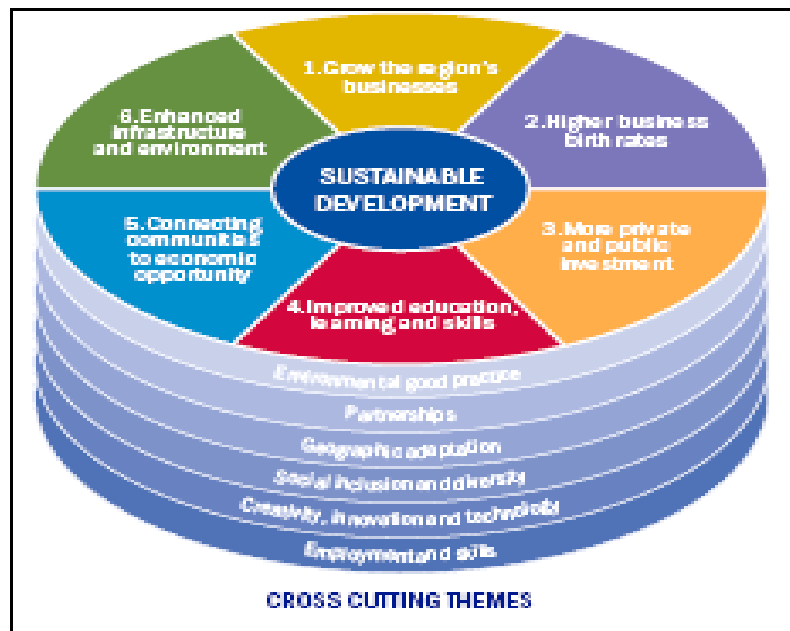 1.Grow the region's
businesses
2.Higher business
birth rates
3.More private
and public
investment
4.Improved education,
learning and skills
5.Connecting
communities
to economic
opportunity
6.Enhanced
infrastructure
and environment
SUSTAINABLE
DEVELOPMENT
Environmental good practice
Partnerships
Geographic adaptation
Social inclusion and diversity
Creativity, innovation and technology
Employment and skills
CROSS CUTTING THEMES